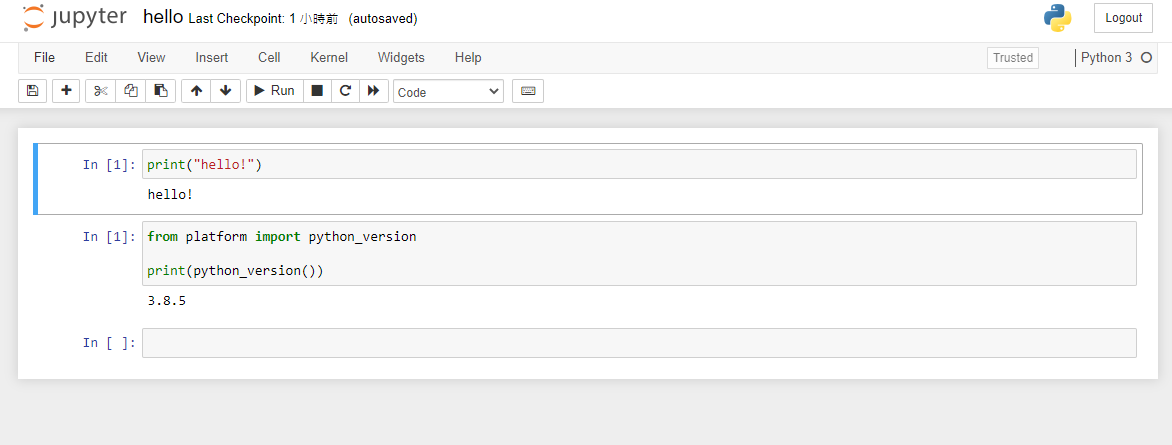 jupyter hello Last Checkpoint: 1 小時前 (autosaved) Logout
File Edit View Insert Cell Kernel Widgets Help Trusted Python 3
Run Code
In [1]: print("hello!")
hello!
In [1]: from platform import python_version
print(python_version())
3.8.5
In [ ]: